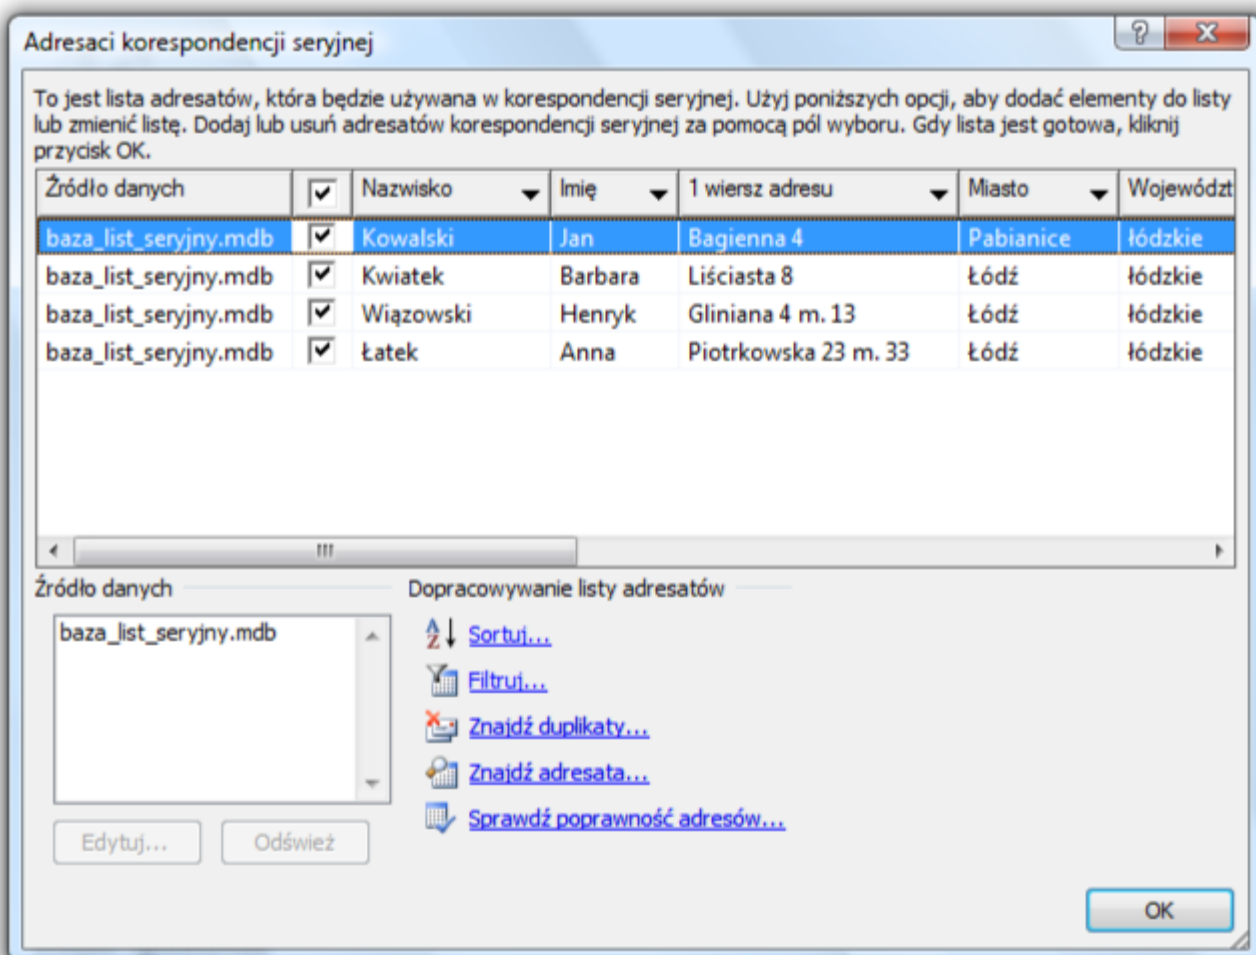 Adresaci korespondencji seryjnej
To jest lista adresatów, która będzie używana w korespondencji seryjnej. Użyj poniższych opcji, aby dodać elementy do listy
lub zmienić listę. Dodaj lub usuń adresatów korespondencji seryjnej za pomocą pól wyboru. Gdy lista jest gotowa, kliknij
przycisk OK.
Źródło danych Nazwisko Imię 1 wiersz adresu Miasto Województ
baza_list_seryjny.mdb Kowalski Jan Bagienna 4 Pabianice łódzkie
baza_list_seryjny.mdb Kwiatek Barbara Liściasta 8 Łódź łódzkie
baza_list_seryjny.mdb Wiązowski Henryk Gliniana 4 m. 13 Łódź łódzkie
baza_list_seryjny.mdb Łatek Anna Piotrkowska 23 m. 33 Łódź łódzkie
Źródło danych Dopracowywanie listy adresatów
baza_list_seryjny.mdb
Sortuj...
Filtruj...
Znajdź duplikaty...
Znajdź adresata...
Sprawdź poprawność adresów...
Edytuj... Odśwież
OK